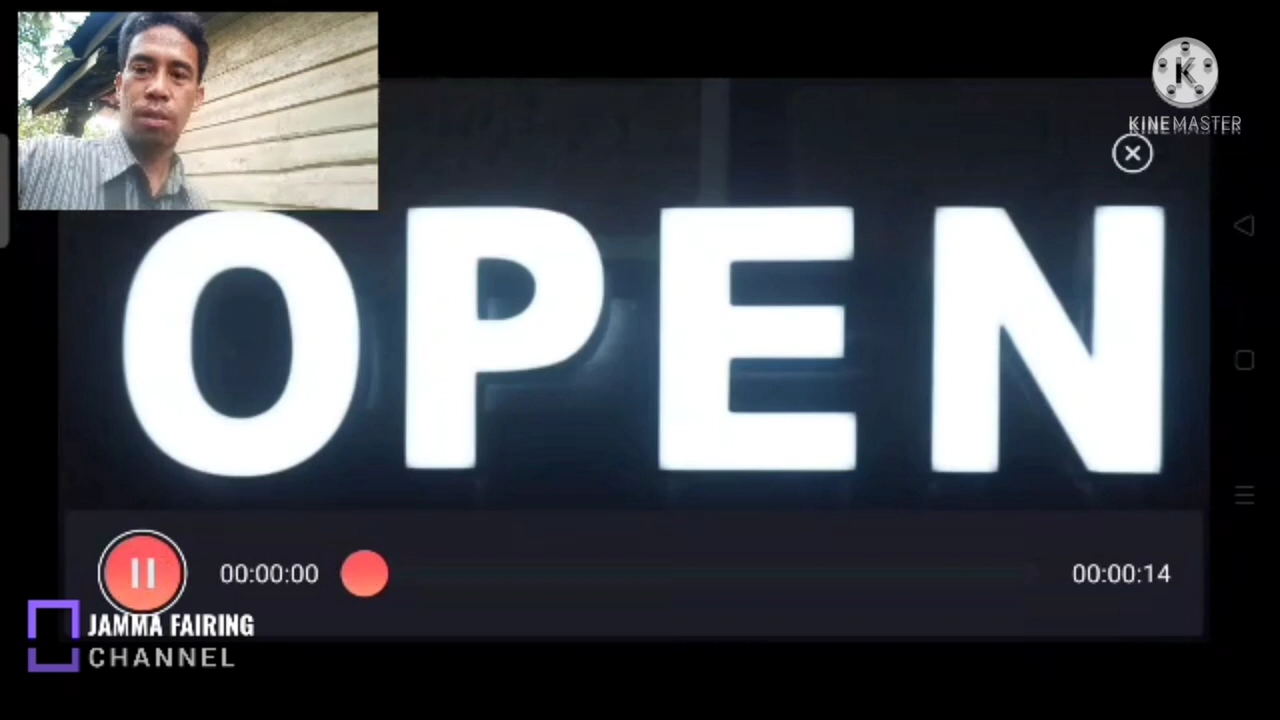 KINEMASTER
OPEN
00:00:00
00:00:14
JAMMA FAIRING
CHANNEL